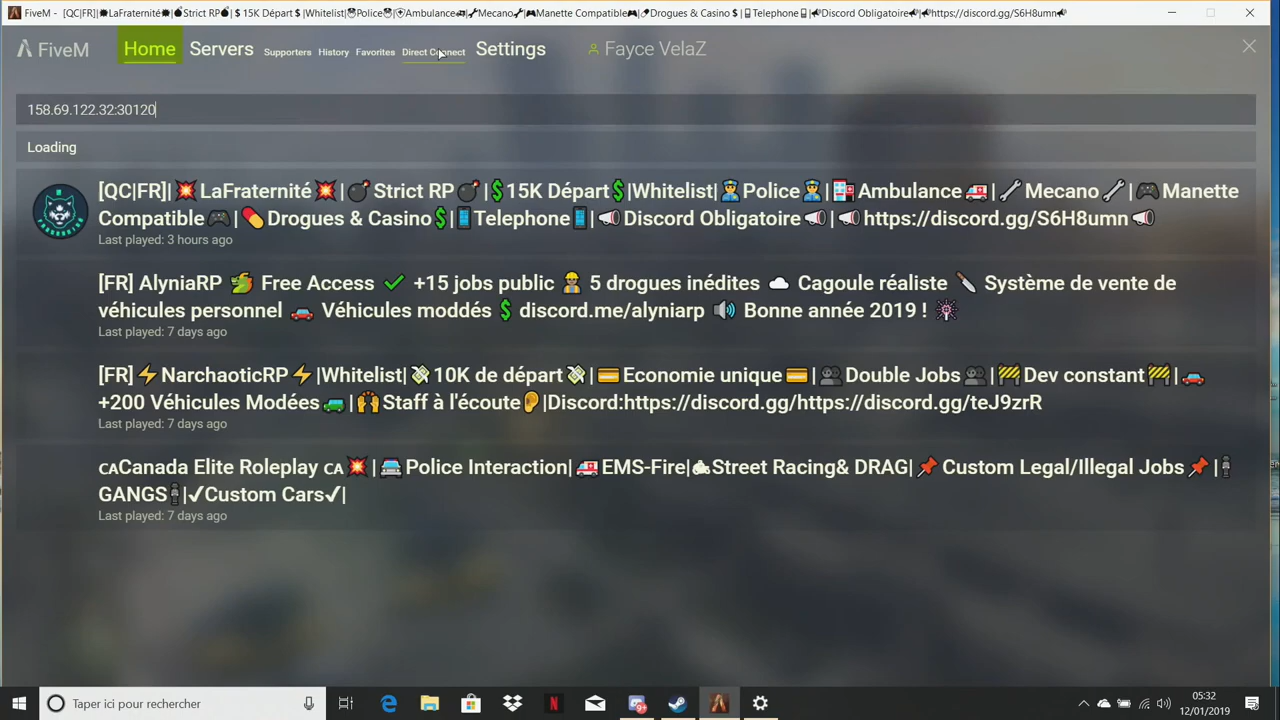 FiveM - [QC|FR]|💥LaFraternité💥|💣Strict RP💣|💲15K Départ💲|Whitelist|👮Police👮|🏥Ambulance🚑|🔧Mecano🔧|🎮Manette Compatible🎮|💊Drogues & Casino💲|📱Telephone📱|📢Discord Obligatoire📢|📢https://discord.gg/S6H8umn📢
FiveM Home Servers Supporters History Favorites Direct Connect Settings Fayce VelaZ
158.69.122.32:30120
Loading
[QC|FR]|💥LaFraternité💥|💣Strict RP💣|💲15K Départ💲|Whitelist|👮Police👮|🏥Ambulance🚑|🔧Mecano🔧|🎮Manette
Compatible🎮|💊Drogues & Casino💲|📱Telephone📱|📢Discord Obligatoire📢|📢https://discord.gg/S6H8umn📢
Last played: 3 hours ago
[FR] AlyniaRP 🐲 Free Access ✔ +15 jobs public 👷 5 drogues inédites ☁ Cagoule réaliste 🔪 Système de vente de
véhicules personnel 🚗 Véhicules moddés 💲 discord.me/alyniarp 🔊 Bonne année 2019 ! 🎆
Last played: 7 days ago
[FR]⚡NarchaoticRP⚡|Whitelist|💸10K de départ💸|💳Economie unique💳|👥Double Jobs👥|🚧Dev constant🚧|🚗
+200 Véhicules Modées🚙|🙌Staff à l'écoute👂|Discord:https://discord.gg/https://discord.gg/teJ9zrR
Last played: 7 days ago
ᴄᴀCanada Elite Roleplay ᴄᴀ💥|🚔Police Interaction|🚑EMS-Fire|🏍Street Racing& DRAG|📌Custom Legal/Illegal Jobs📌|🕴
GANGS🕴|✔Custom Cars✔|
Last played: 7 days ago
Taper ici pour rechercher
05:32
12/01/2019